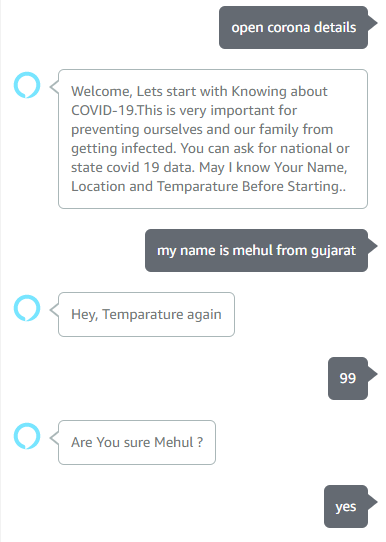 open corona details
Welcome, Lets start with Knowing about
COVID-19.This is very important for
preventing ourselves and our family from
getting infected. You can ask for national or
state covid 19 data. May I know Your Name,
Location and Temparature Before Starting..
my name is mehul from gujarat
Hey, Temparature again
99
Are You sure Mehul ?
yes